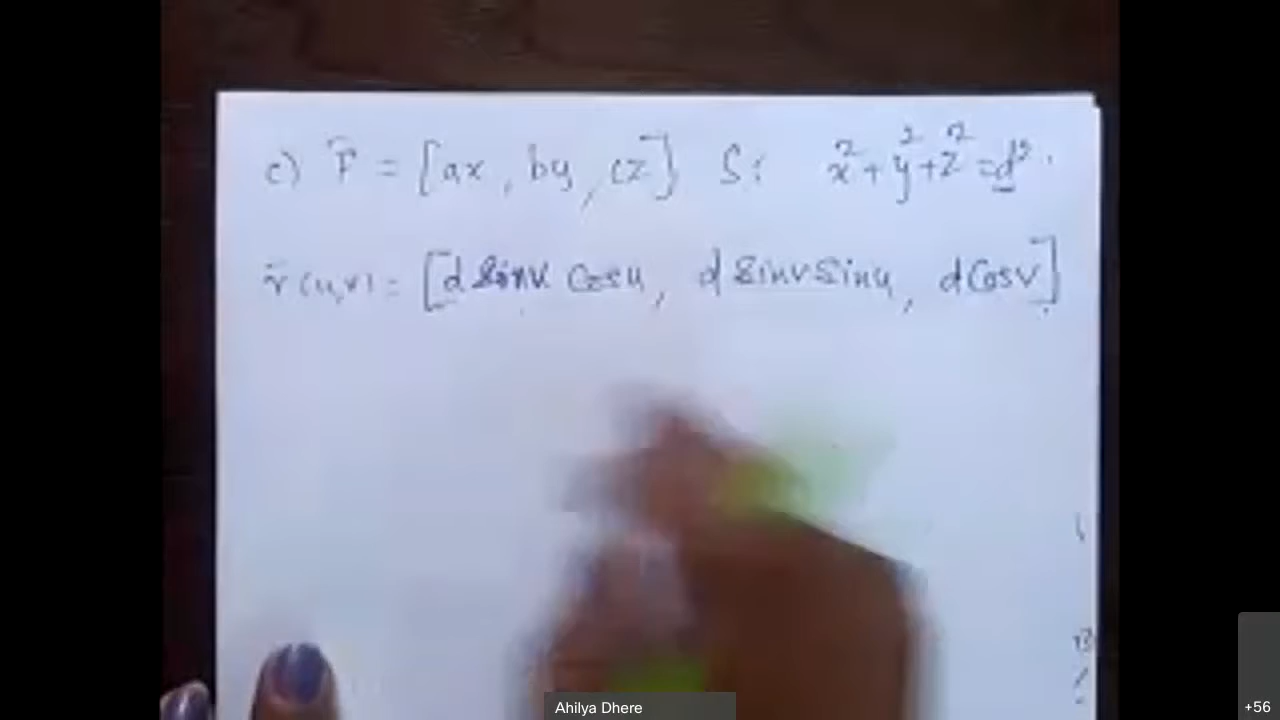 c) F̄ = [ax, by, cz] S: x²+y²+z²=d².
r̄(u,v) = [d sinv cosu, d sinv sinu, d cosv]
Ahilya Dhere
+56